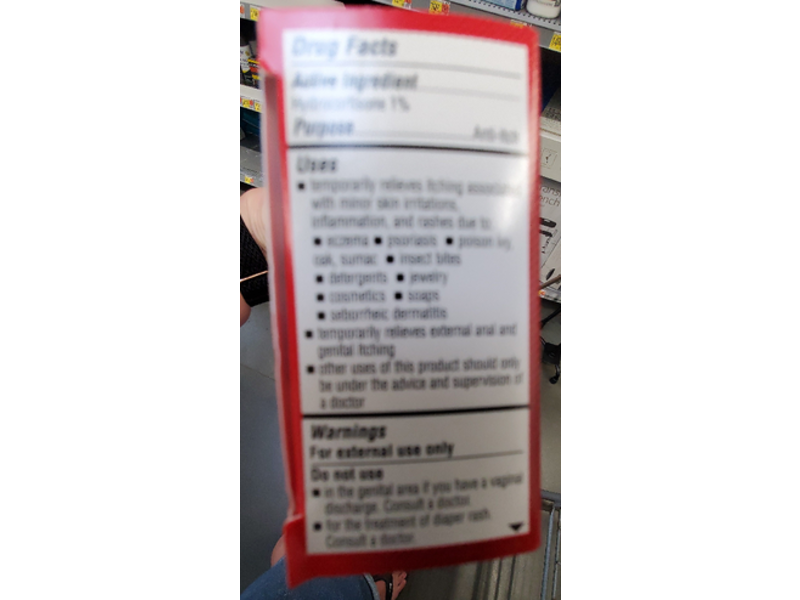 Drug Facts
Active Ingredient
Hydrocortisone 1%
Purpose Anti-itch
Uses
▪ temporarily relieves itching associated
with minor skin irritations,
inflammation, and rashes due to:
▪ eczema ▪ psoriasis ▪ poison ivy,
oak, sumac ▪ insect bites
▪ detergents ▪ jewelry
▪ cosmetics ▪ soaps
▪ seborrheic dermatitis
▪ temporarily relieves external anal and
genital itching
▪ other uses of this product should only
be under the advice and supervision of
a doctor
Warnings
For external use only
Do not use
▪ in the genital area if you have a vaginal
discharge. Consult a doctor.
▪ for the treatment of diaper rash.
Consult a doctor.